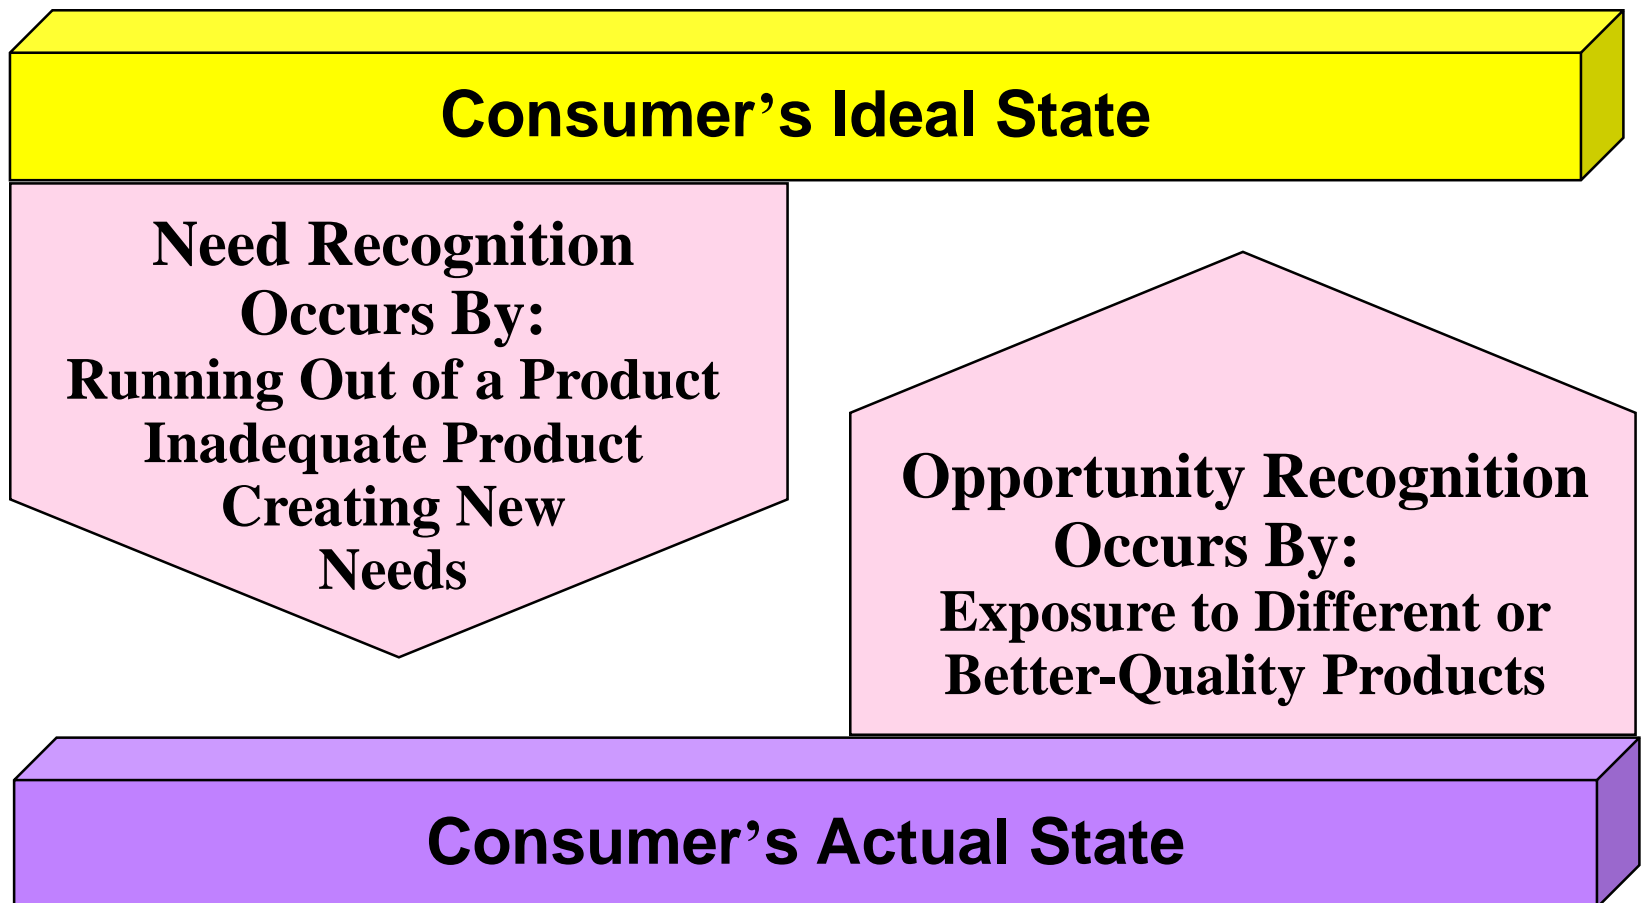 Consumer’s Ideal State
Need Recognition
Occurs By:
Running Out of a Product
Inadequate Product
Creating New
Needs
Opportunity Recognition
Occurs By:
Exposure to Different or
Better-Quality Products
Consumer’s Actual State